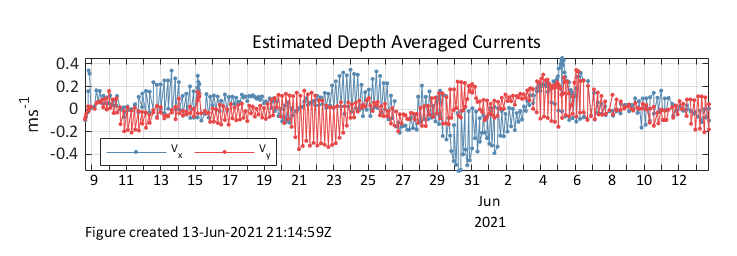 Estimated Depth Averaged Currents
ms-1
0.4
0.2
0
-0.2
-0.4
Vx Vy
9 11 13 15 17 19 21 23 25 27 29 31 2 4 6 8 10 12
Jun
2021
Figure created 13-Jun-2021 21:14:59Z